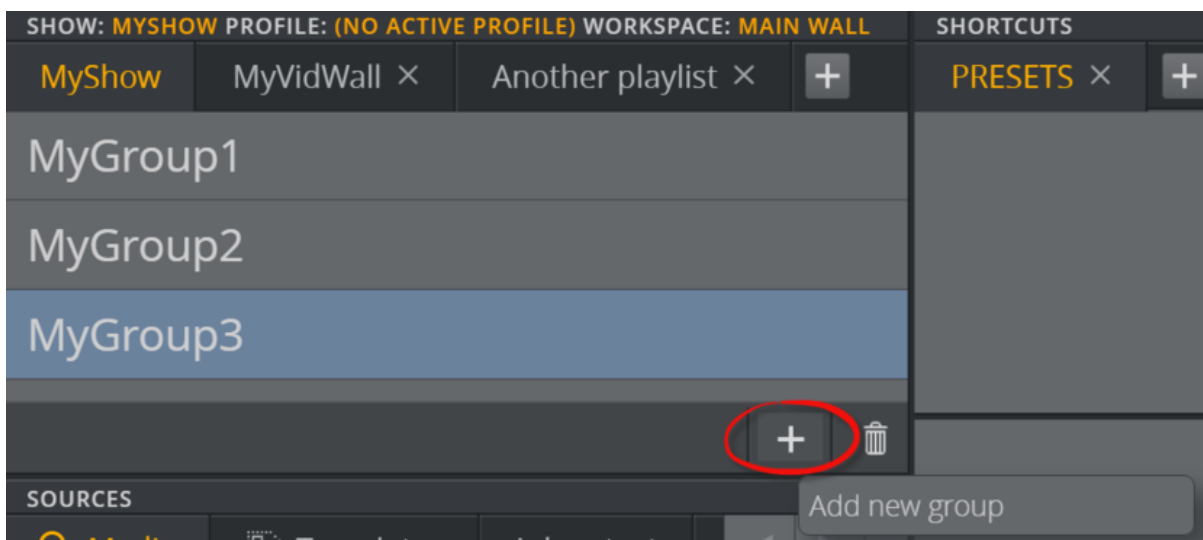 SHOW: MYSHOW PROFILE: (NO ACTIVE PROFILE) WORKSPACE: MAIN WALL
SHORTCUTS
MyShow MyVidWall × Another playlist × +
PRESETS × +
MyGroup1
MyGroup2
MyGroup3
+
Add new group
SOURCES